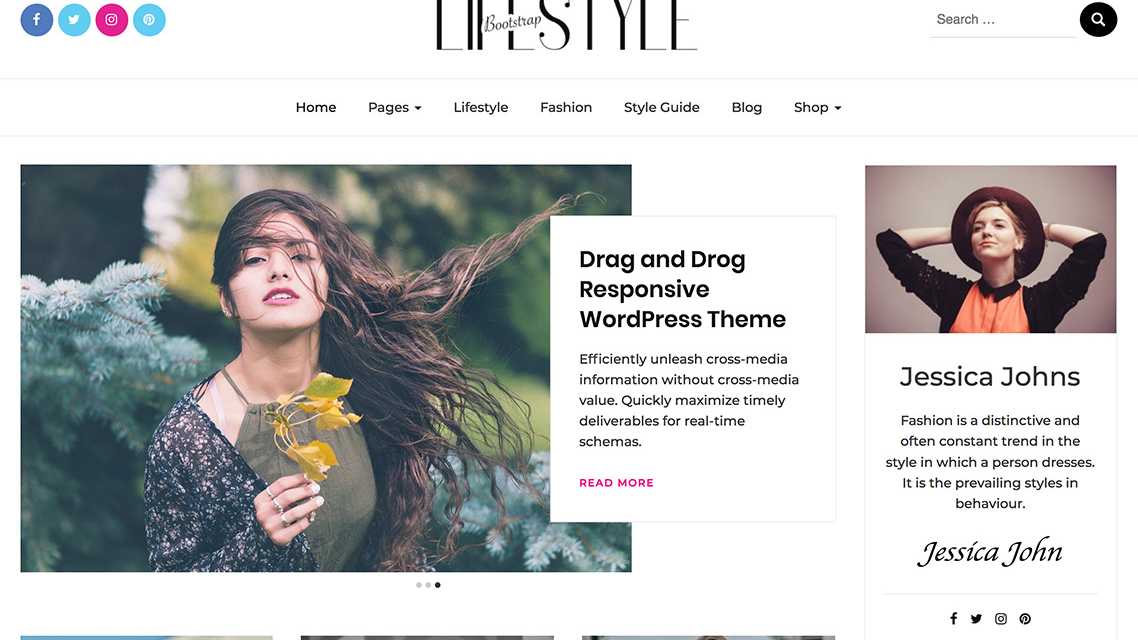 LIFESTYLE
Bootstrap
Search ...
Home Pages Lifestyle Fashion Style Guide Blog Shop
Drag and Drog
Responsive
WordPress Theme
Efficiently unleash cross-media
information without cross-media
value. Quickly maximize timely
deliverables for real-time
schemas.
READ MORE
Jessica Johns
Fashion is a distinctive and
often constant trend in the
style in which a person dresses.
It is the prevailing styles in
behaviour.
Jessica John